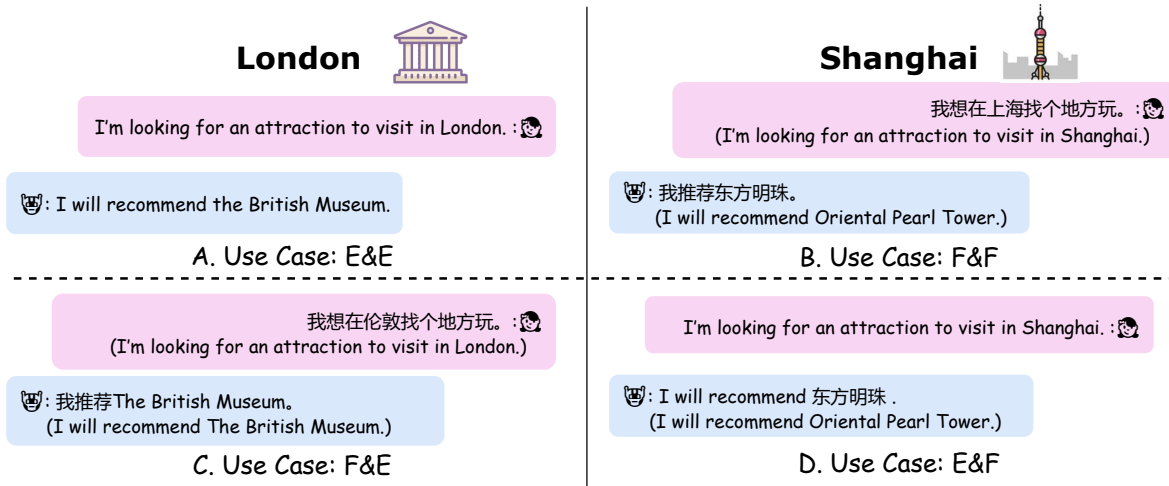 London
I'm looking for an attraction to visit in London. :
: I will recommend the British Museum.
A. Use Case: E&E
Shanghai
我想在上海找个地方玩。:
(I'm looking for an attraction to visit in Shanghai.)
: 我推荐东方明珠。
(I will recommend Oriental Pearl Tower.)
B. Use Case: F&F
我想在伦敦找个地方玩。:
(I'm looking for an attraction to visit in London.)
: 我推荐The British Museum。
(I will recommend The British Museum.)
C. Use Case: F&E
I'm looking for an attraction to visit in Shanghai. :
: I will recommend 东方明珠 .
(I will recommend Oriental Pearl Tower.)
D. Use Case: E&F